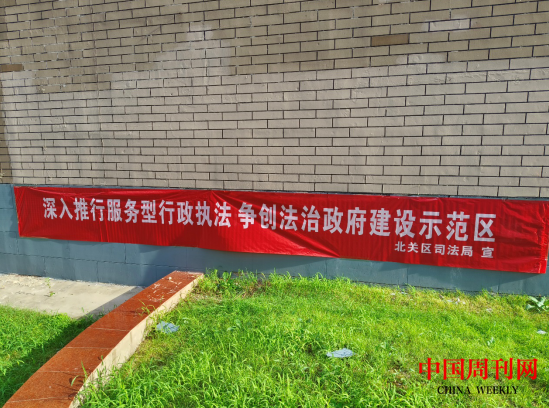 深入推行服务型行政执法 争创法治政府建设示范区
北关区司法局 宣
中国周刊网
CHINA WEEKLY